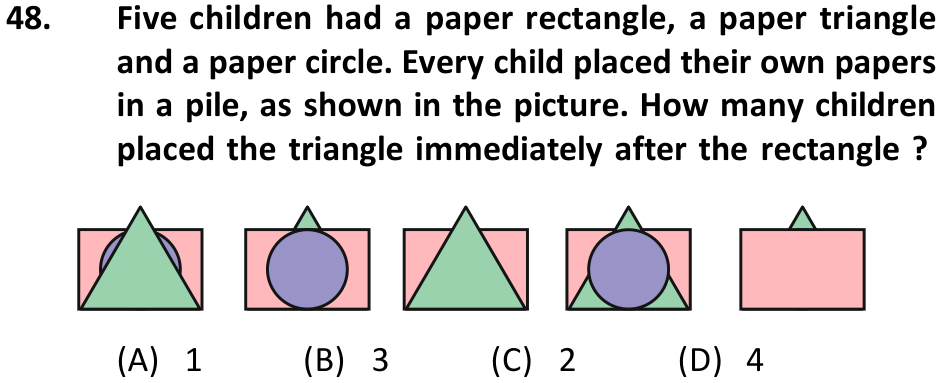 48. Five children had a paper rectangle, a paper triangle
and a paper circle. Every child placed their own papers
in a pile, as shown in the picture. How many children
placed the triangle immediately after the rectangle ?
(A) 1 (B) 3 (C) 2 (D) 4